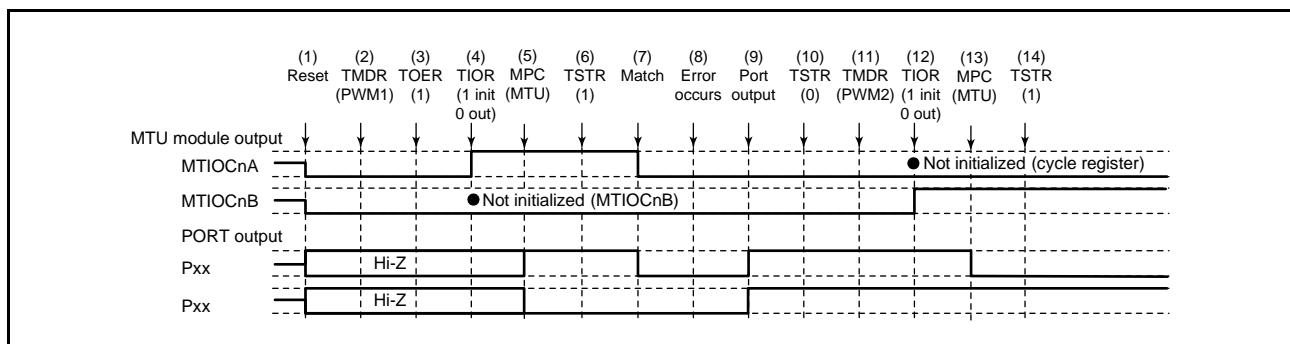 (1) (2) (3) (4) (5) (6) (7) (8) (9) (10) (11) (12) (13) (14)
Reset TMDR TOER TIOR MPC TSTR Match Error Port TSTR TMDR TIOR MPC TSTR
(PWM1) (1) (1 init (MTU) (1) occurs output (0) (PWM2) (1 init (MTU) (1)
0 out) 0 out)
MTU module output
MTIOCnA ● Not initialized (cycle register)
MTIOCnB ● Not initialized (MTIOCnB)
PORT output
Pxx Hi-Z
Pxx Hi-Z